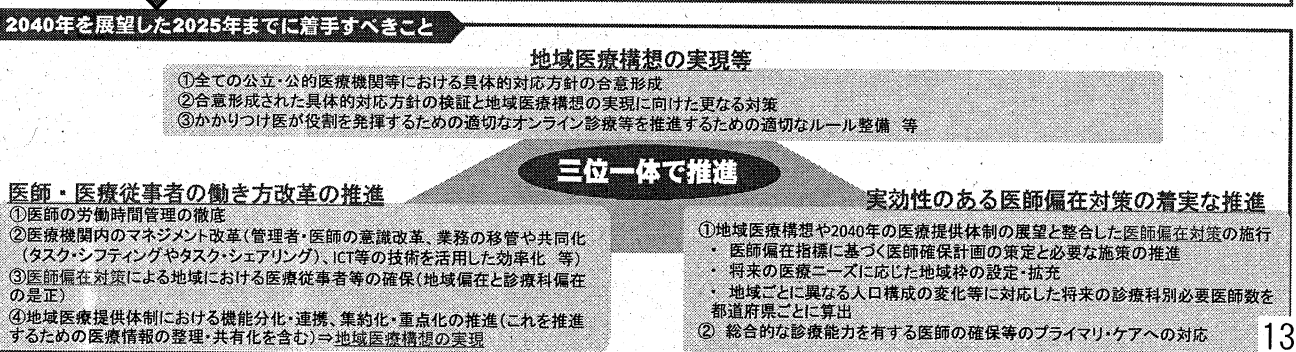 2040年を展望した2025年までに着手すべきこと
地域医療構想の実現等
①全ての公立・公的医療機関等における具体的対応方針の合意形成
②合意形成された具体的対応方針の検証と地域医療構想の実現に向けた更なる対策
③かかりつけ医が役割を発揮するための適切なオンライン診療等を推進するための適切なルール整備 等
三位一体で推進
医師・医療従事者の働き方改革の推進
①医師の労働時間管理の徹底
②医療機関内のマネジメント改革(管理者・医師の意識改革、業務の移管や共同化
(タスク・シフティングやタスク・シェアリング)、ICT等の技術を活用した効率化 等)
③医師偏在対策による地域における医療従事者等の確保(地域偏在と診療科偏在
の是正)
④地域医療提供体制における機能分化・連携、集約化・重点化の推進(これを推進
するための医療情報の整理・共有化を含む)⇒地域医療構想の実現
実効性のある医師偏在対策の着実な推進
①地域医療構想や2040年の医療提供体制の展望と整合した医師偏在対策の施行
・ 医師偏在指標に基づく医師確保計画の策定と必要な施策の推進
・ 将来の医療ニーズに応じた地域枠の設定・拡充
・ 地域ごとに異なる人口構成の変化等に対応した将来の診療科別必要医師数を
都道府県ごとに算出
② 総合的な診療能力を有する医師の確保等のプライマリ・ケアへの対応
13